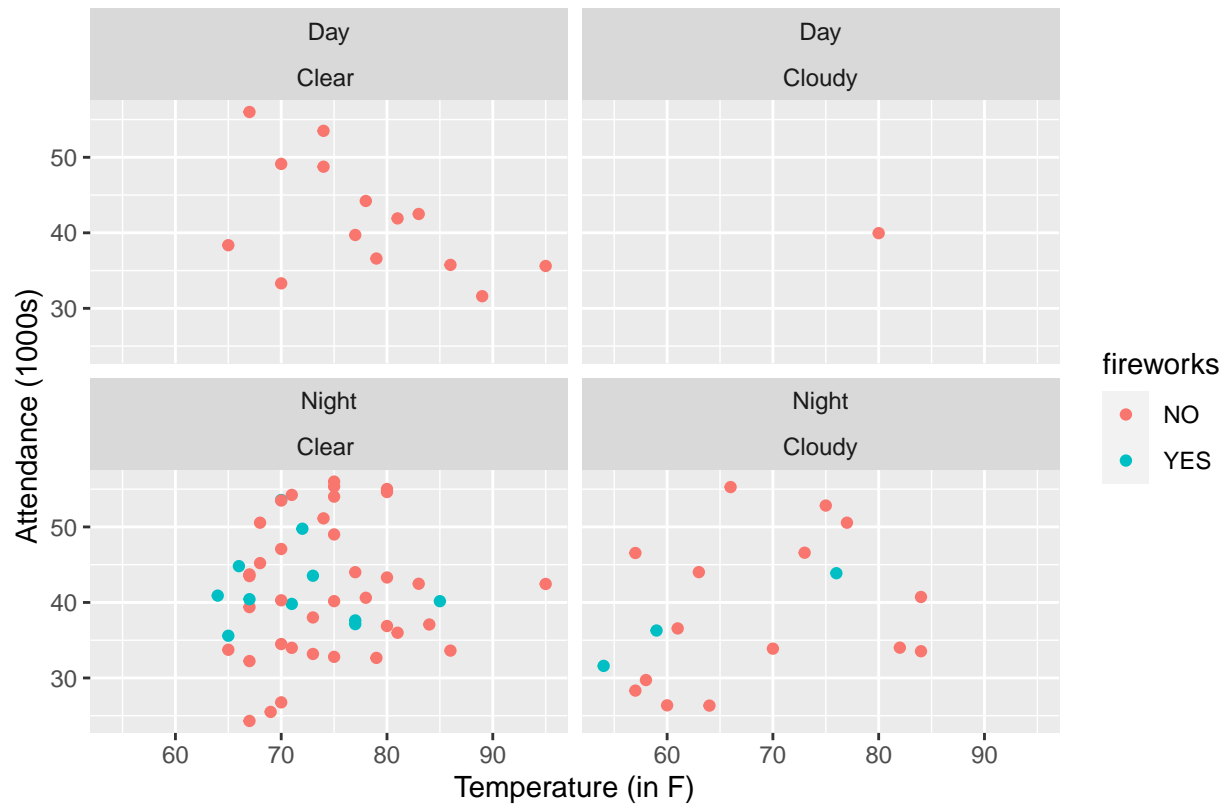 Day
Clear
Day
Cloudy
50
40
30
Night
Clear
Night
Cloudy
50
40
30
60
70
80
90
60
70
80
90
Temperature (in F)
Attendance (1000s)
fireworks
NO
YES